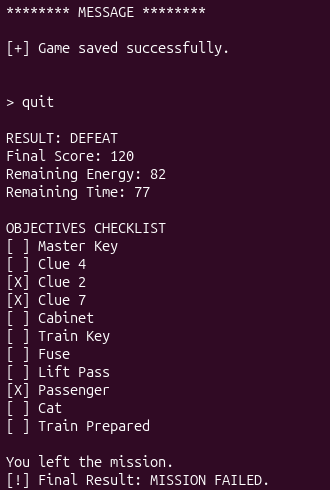 ******** MESSAGE ********
[+] Game saved successfully.
> quit
RESULT: DEFEAT
Final Score: 120
Remaining Energy: 82
Remaining Time: 77
OBJECTIVES CHECKLIST
[ ] Master Key
[ ] Clue 4
[X] Clue 2
[X] Clue 7
[ ] Cabinet
[ ] Train Key
[ ] Fuse
[ ] Lift Pass
[X] Passenger
[ ] Cat
[ ] Train Prepared
You left the mission.
[!] Final Result: MISSION FAILED.